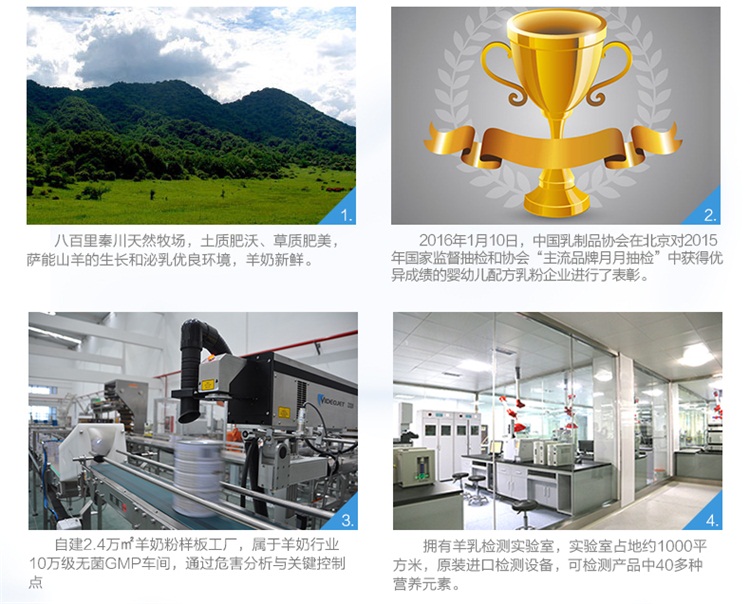 1.
八百里秦川天然牧场，土质肥沃、草质肥美，
萨能山羊的生长和泌乳优良环境，羊奶新鲜。
2.
2016年1月10日，中国乳制品协会在北京对2015
年国家监督抽检和协会“主流品牌月月抽检”中获得优
异成绩的婴幼儿配方乳粉企业进行了表彰。
VIDEOJET
3.
自建2.4万㎡羊奶粉样板工厂，属于羊奶行业
10万级无菌GMP车间，通过危害分析与关键控制
点
4.
拥有羊乳检测实验室，实验室占地约1000平
方米，原装进口检测设备，可检测产品中40多种
营养元素。